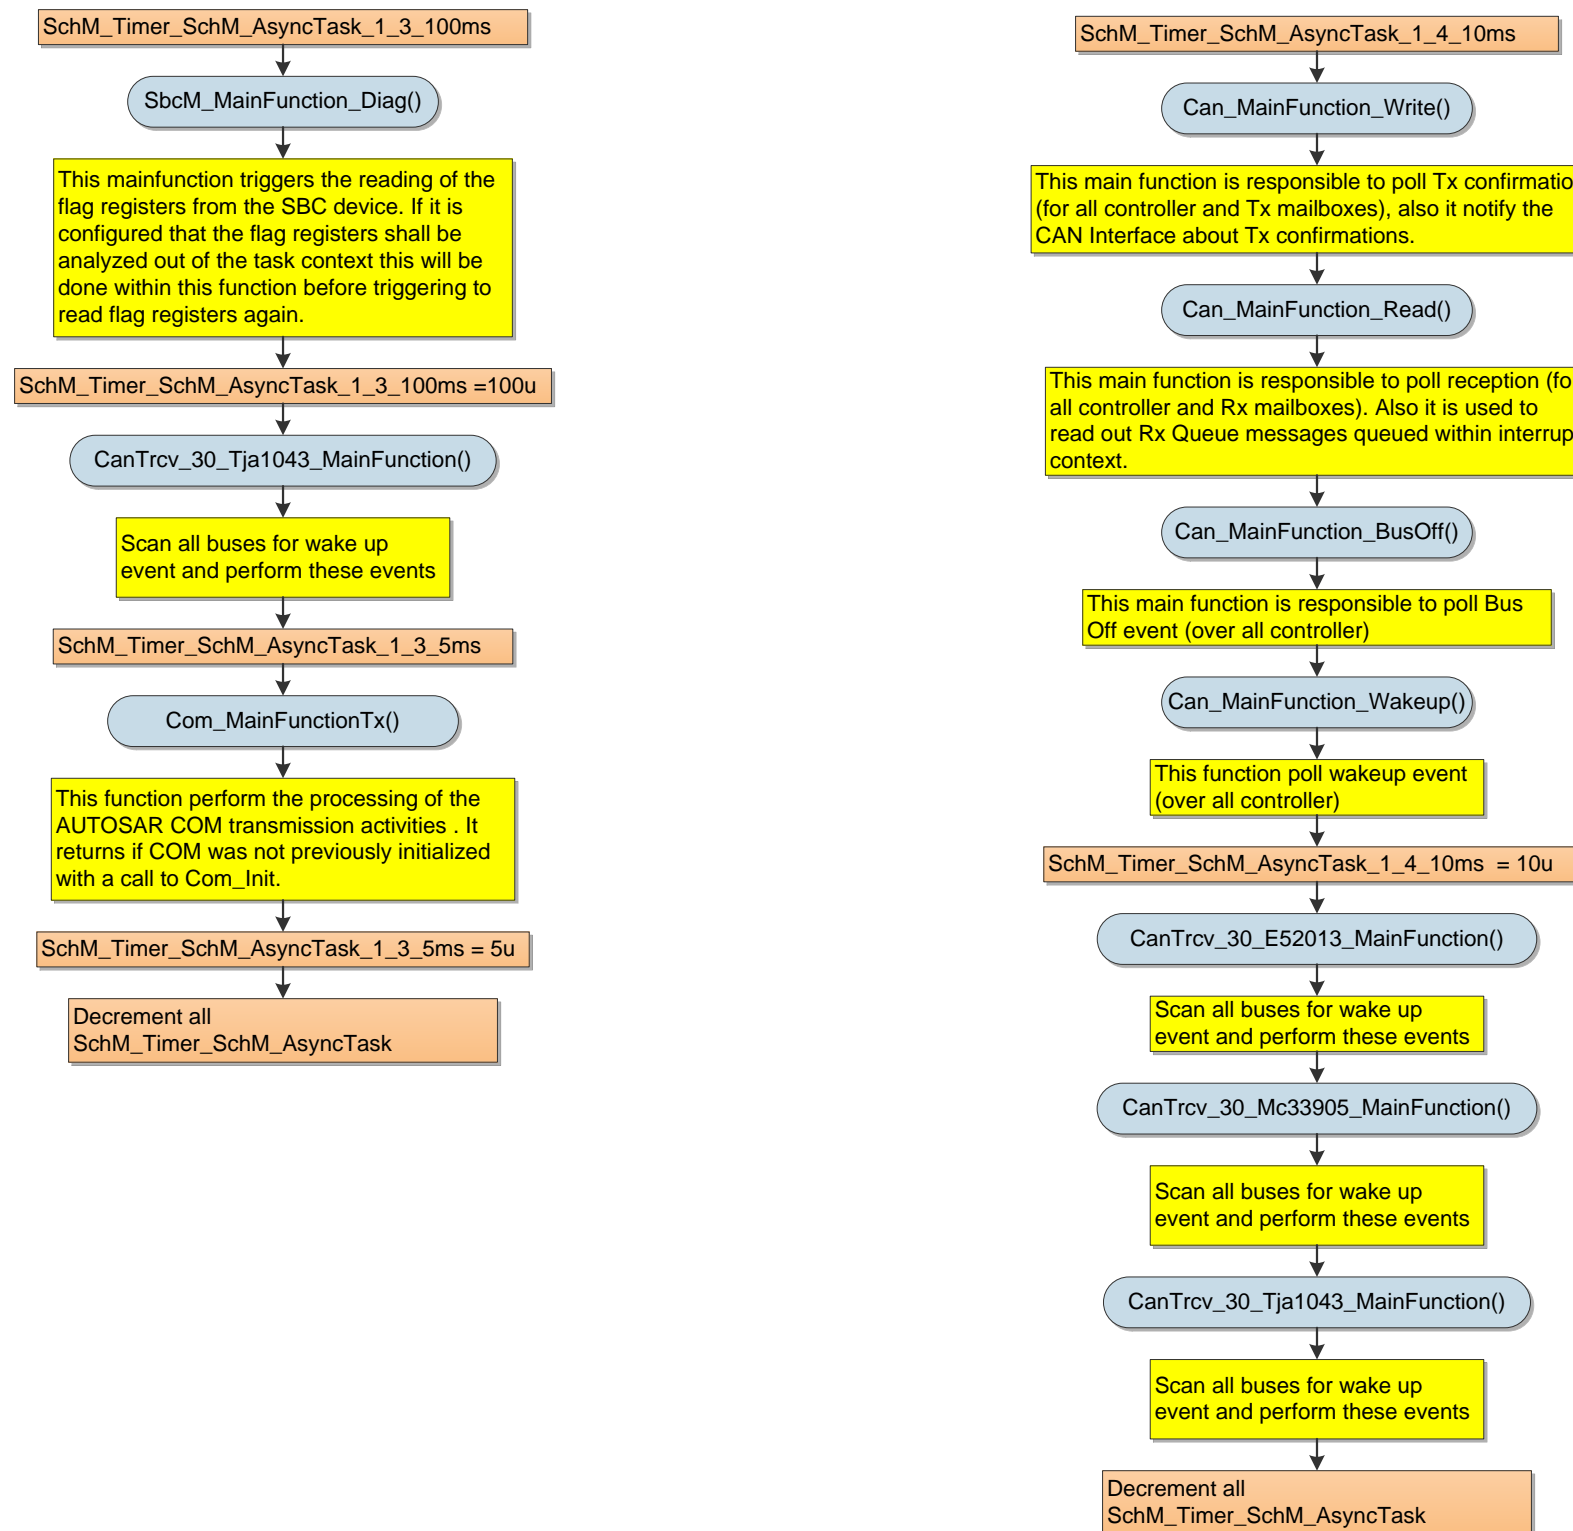 SchM_Timer_SchM_AsyncTask_1_3_100ms
SbcM_MainFunction_Diag()
This mainfunction triggers the reading of the
flag registers from the SBC device. If it is
configured that the flag registers shall be
analyzed out of the task context this will be
done within this function before triggering to
read flag registers again.
SchM_Timer_SchM_AsyncTask_1_3_100ms =100u
CanTrcv_30_Tja1043_MainFunction()
Scan all buses for wake up
event and perform these events
SchM_Timer_SchM_AsyncTask_1_3_5ms
Com_MainFunctionTx()
This function perform the processing of the
AUTOSAR COM transmission activities . It
returns if COM was not previously initialized
with a call to Com_Init.
SchM_Timer_SchM_AsyncTask_1_3_5ms = 5u
Decrement all
SchM_Timer_SchM_AsyncTask
SchM_Timer_SchM_AsyncTask_1_4_10ms
Can_MainFunction_Write()
This main function is responsible to poll Tx confirmatio
(for all controller and Tx mailboxes), also it notify the
CAN Interface about Tx confirmations.
Can_MainFunction_Read()
This main function is responsible to poll reception (fo
all controller and Rx mailboxes). Also it is used to
read out Rx Queue messages queued within interrup
context.
Can_MainFunction_BusOff()
This main function is responsible to poll Bus
Off event (over all controller)
Can_MainFunction_Wakeup()
This function poll wakeup event
(over all controller)
SchM_Timer_SchM_AsyncTask_1_4_10ms = 10u
CanTrcv_30_E52013_MainFunction()
Scan all buses for wake up
event and perform these events
CanTrcv_30_Mc33905_MainFunction()
Scan all buses for wake up
event and perform these events
CanTrcv_30_Tja1043_MainFunction()
Scan all buses for wake up
event and perform these events
Decrement all
SchM_Timer_SchM_AsyncTask